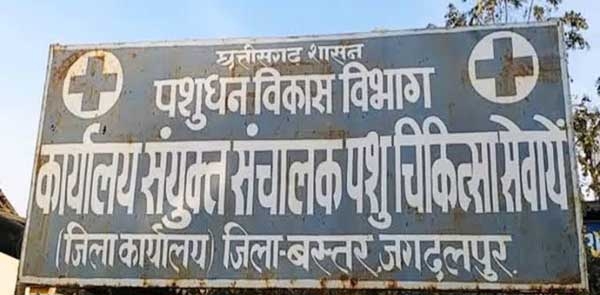 छत्तीसगढ़ शासन
पशुधन विकास विभाग
कार्यालय संयुक्त संचालक पशु चिकित्सा सेवायें
(जिला कार्यालय) जिला-बस्तर, जगदलपुर.